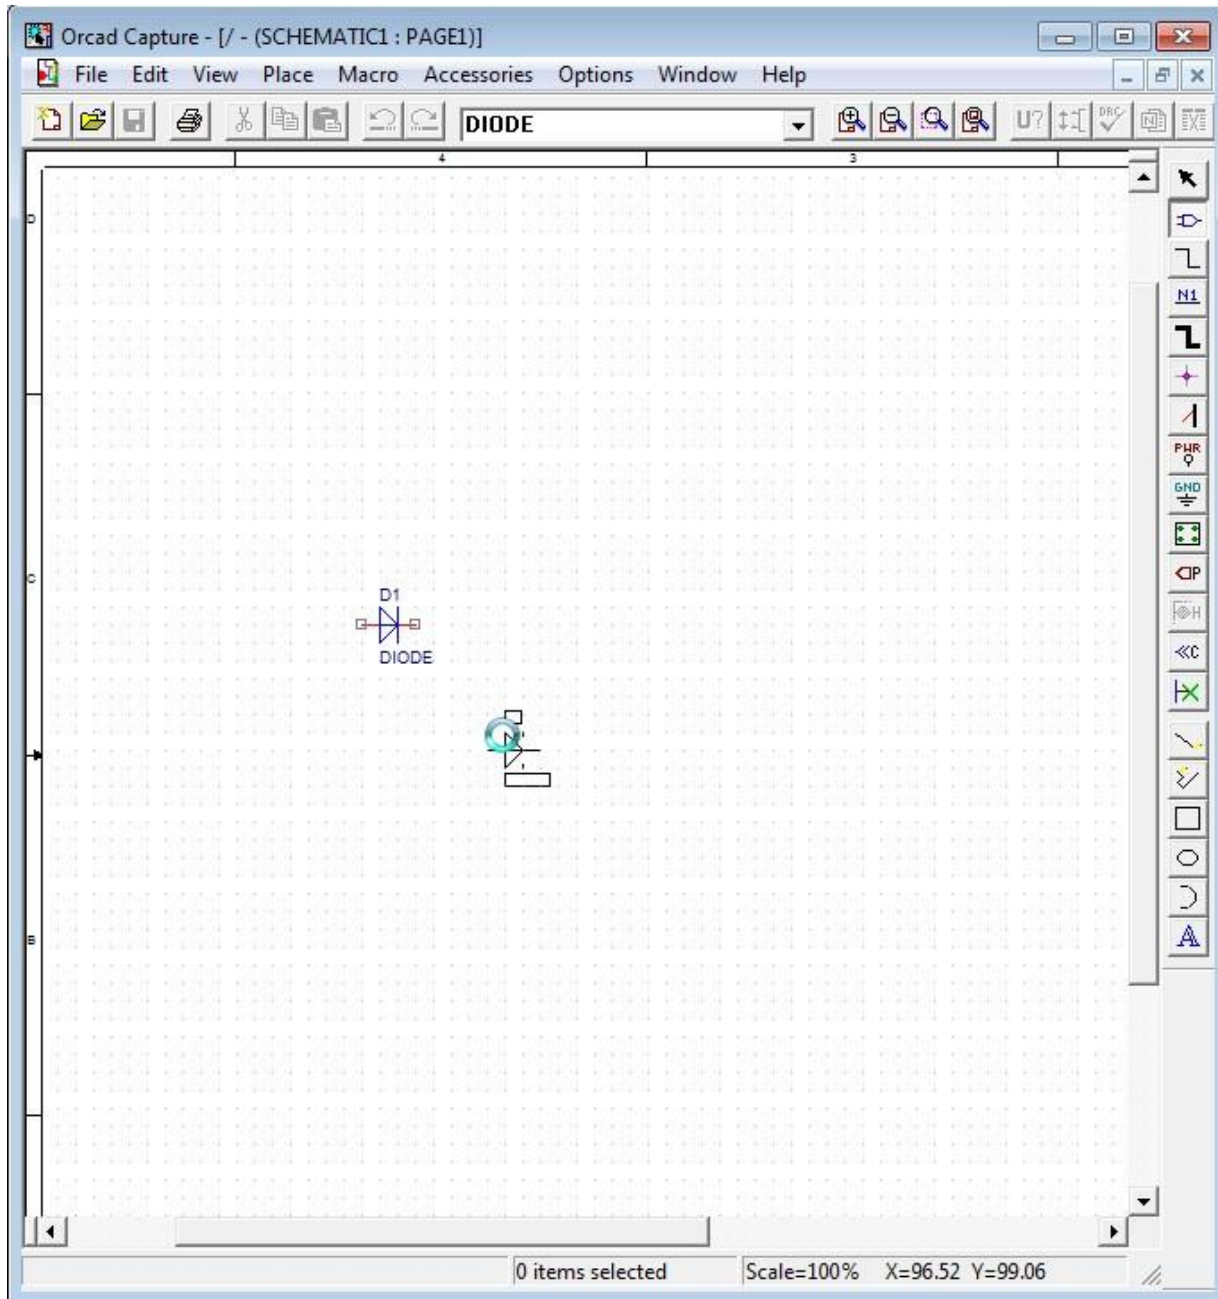 Orcad Capture - [/ - (SCHEMATIC1 : PAGE1)]
File Edit View Place Macro Accessories Options Window Help
DIODE
U?
DRC
4 3
D
N1
PWR
GND
C
P
H
D1
DIODE
<<C
B
A
0 items selected Scale=100% X=96.52 Y=99.06